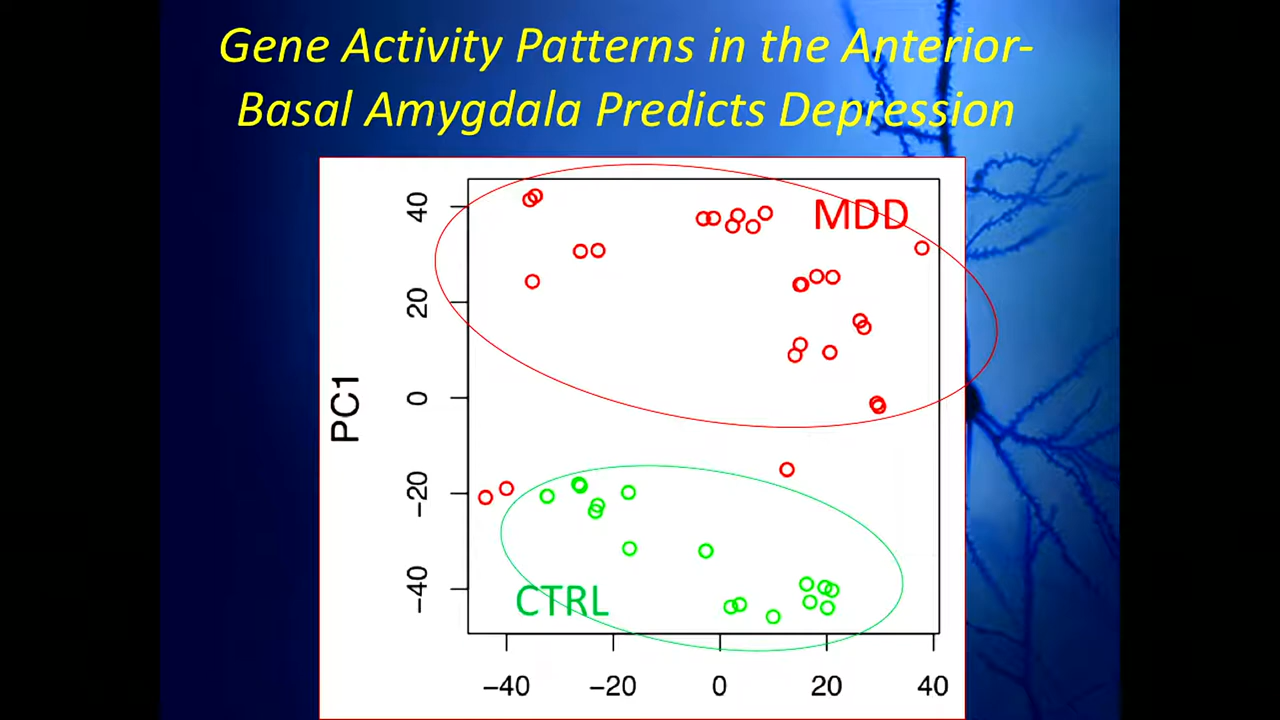 Gene Activity Patterns in the Anterior-
Basal Amygdala Predicts Depression
MDD
CTRL
PC1
40
20
0
−20
−40
−40 −20 0 20 40